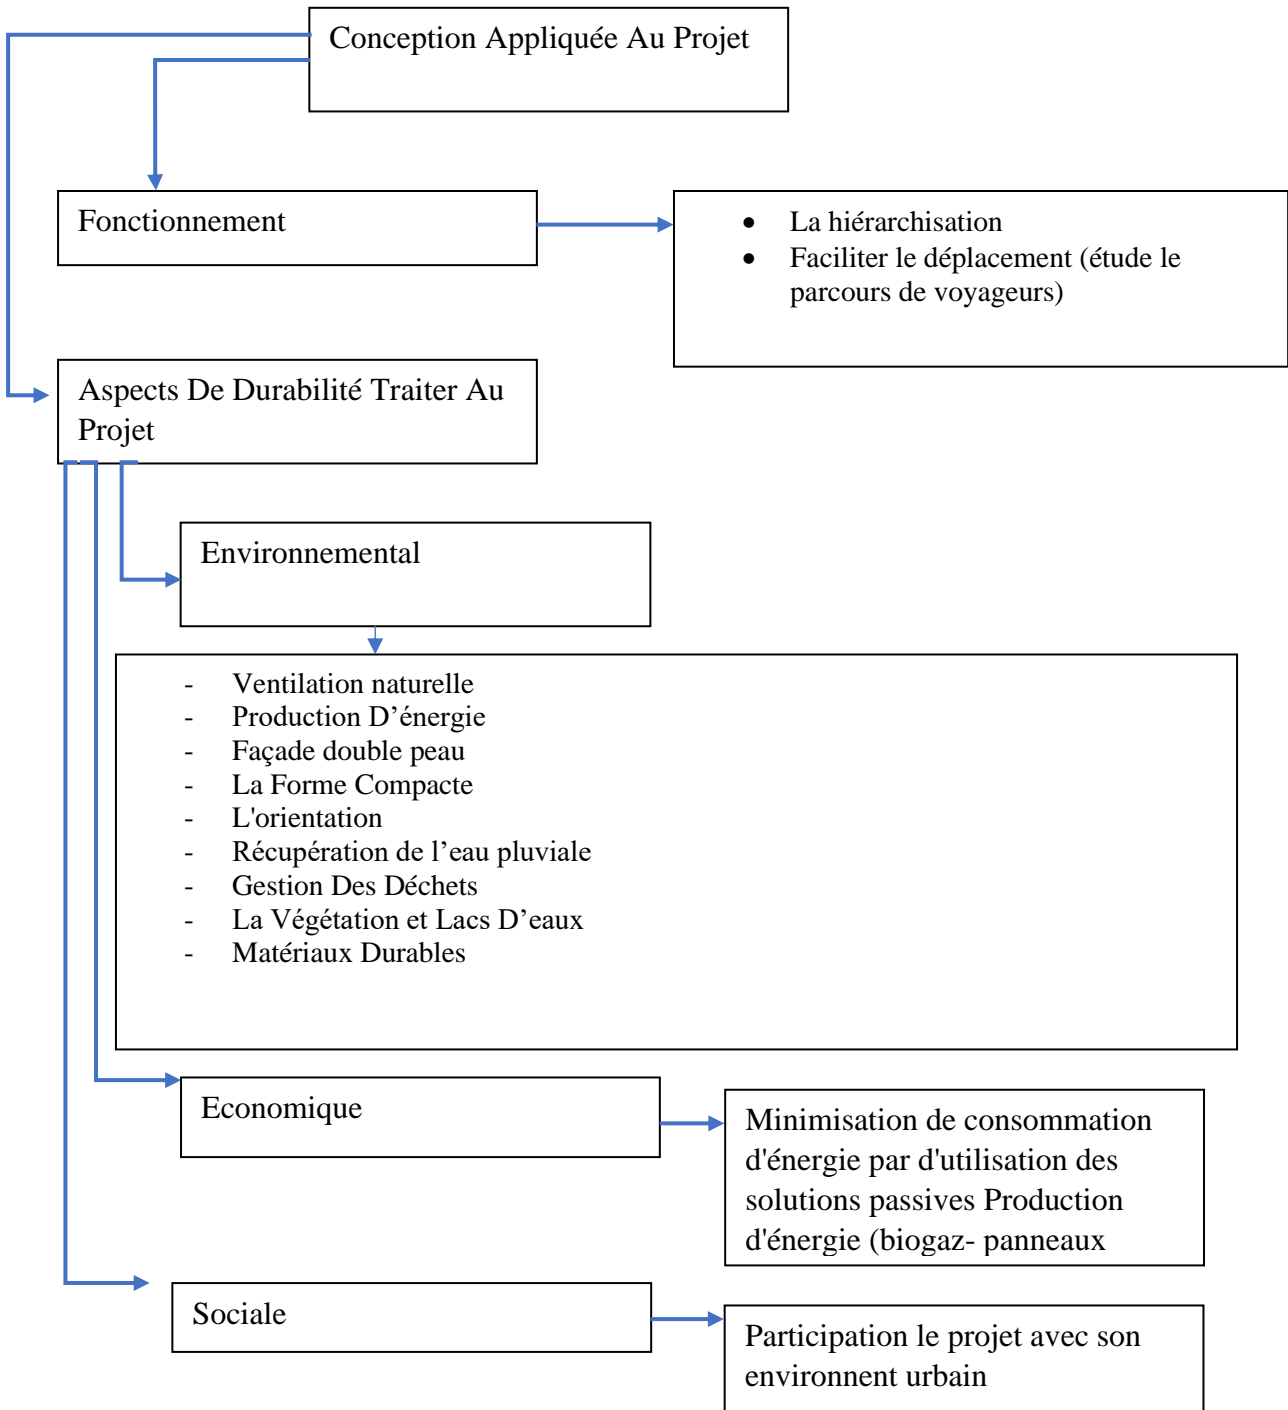 Conception Appliquée Au Projet
Fonctionnement
• La hiérarchisation
• Faciliter le déplacement (étude le
parcours de voyageurs)
Aspects De Durabilité Traiter Au
Projet
Environnemental
- Ventilation naturelle
- Production D’énergie
- Façade double peau
- La Forme Compacte
- L'orientation
- Récupération de l’eau pluviale
- Gestion Des Déchets
- La Végétation et Lacs D’eaux
- Matériaux Durables
Economique
Minimisation de consommation
d'énergie par d'utilisation des
solutions passives Production
d'énergie (biogaz- panneaux
Sociale
Participation le projet avec son
environnent urbain